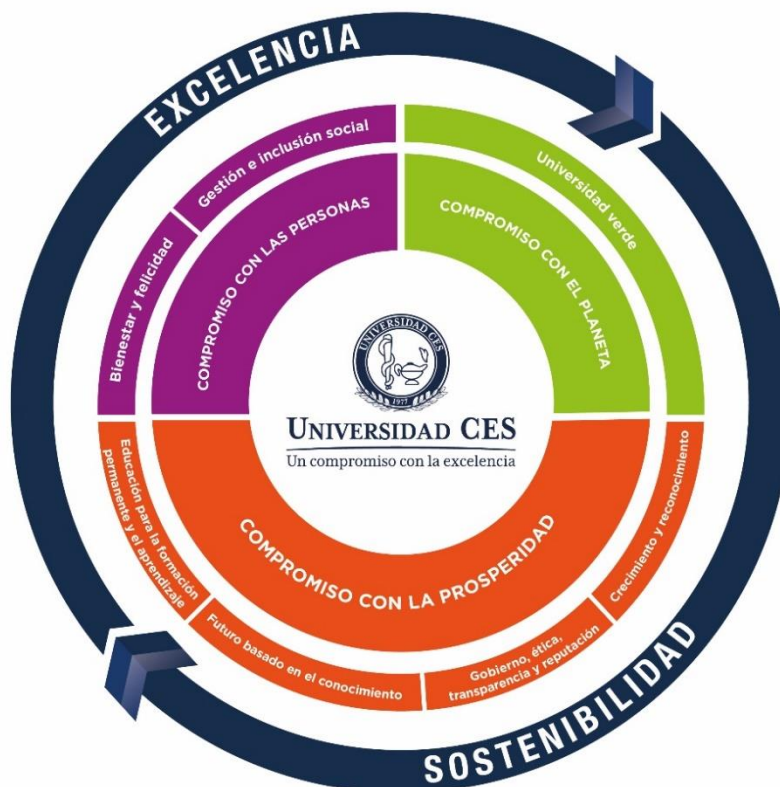 EXCELENCIA
Gestión e inclusión social
Universidad verde
Bienestar y felicidad
COMPROMISO CON LAS PERSONAS
COMPROMISO CON EL PLANETA
UNIVERSIDAD CES
1977
UNIVERSIDAD CES
Un compromiso con la excelencia
COMPROMISO CON LA PROSPERIDAD
Educación para la formación
permanente y el aprendizaje
Futuro basado en el conocimiento
Gobierno, ética,
transparencia y reputación
Crecimiento y reconocimiento
SOSTENIBILIDAD